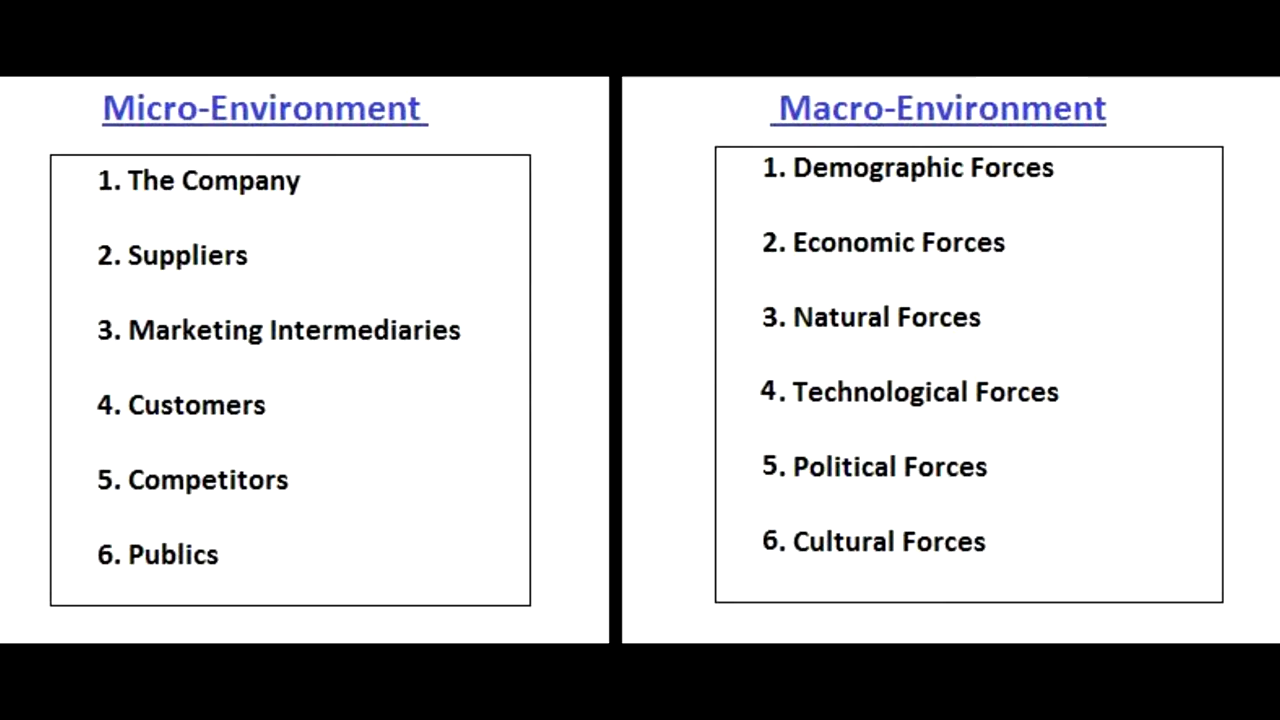 Micro-Environment
1. The Company
2. Suppliers
3. Marketing Intermediaries
4. Customers
5. Competitors
6. Publics
Macro-Environment
1. Demographic Forces
2. Economic Forces
3. Natural Forces
4. Technological Forces
5. Political Forces
6. Cultural Forces